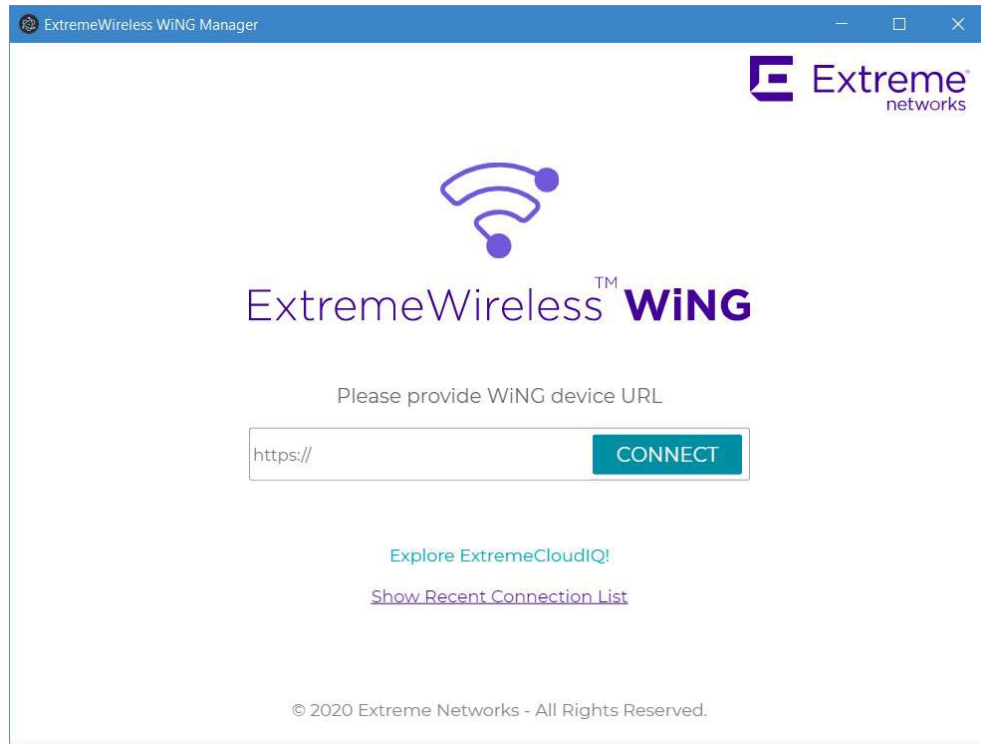 ExtremeWireless WiNG Manager
Extreme®
networks
ExtremeWireless™ WiNG
Please provide WiNG device URL
https:// CONNECT
Explore ExtremeCloudIQ!
Show Recent Connection List
© 2020 Extreme Networks - All Rights Reserved.